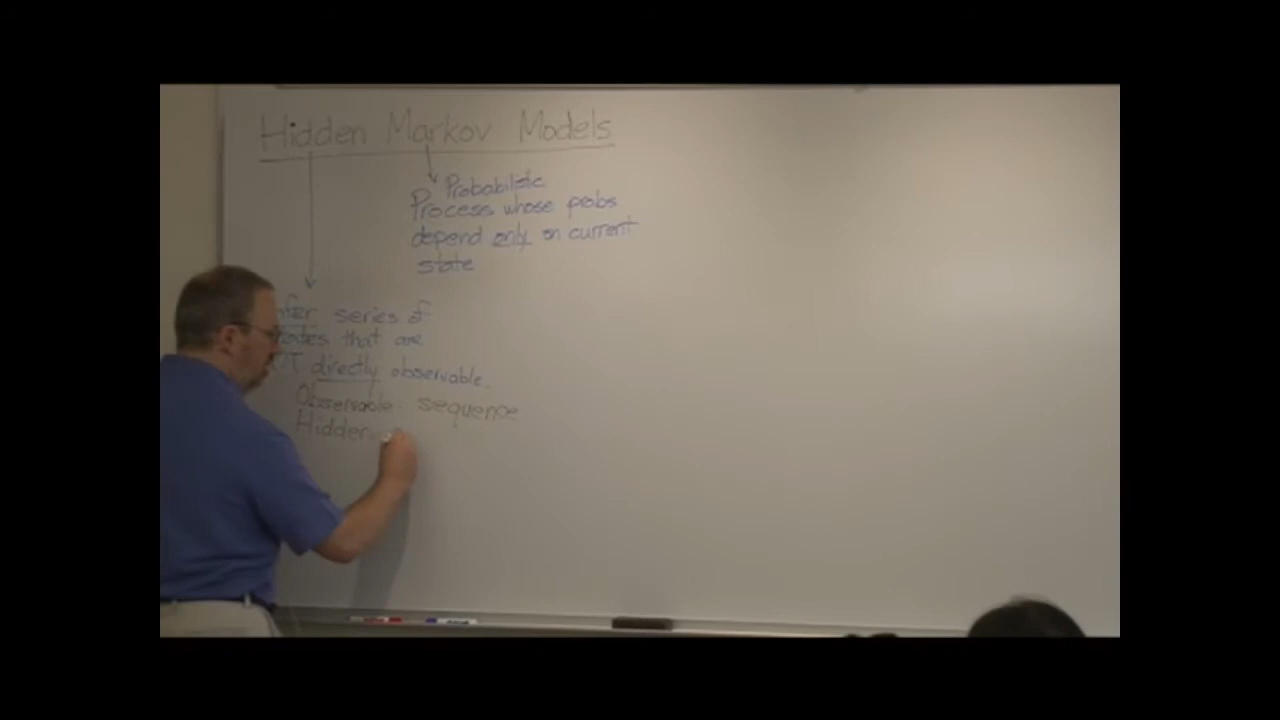 Hidden Markov Models
Probabilistic
Process whose probs
depend only on current
state
nfer series of
that are
directly observable.
Observable: sequence
Hidden